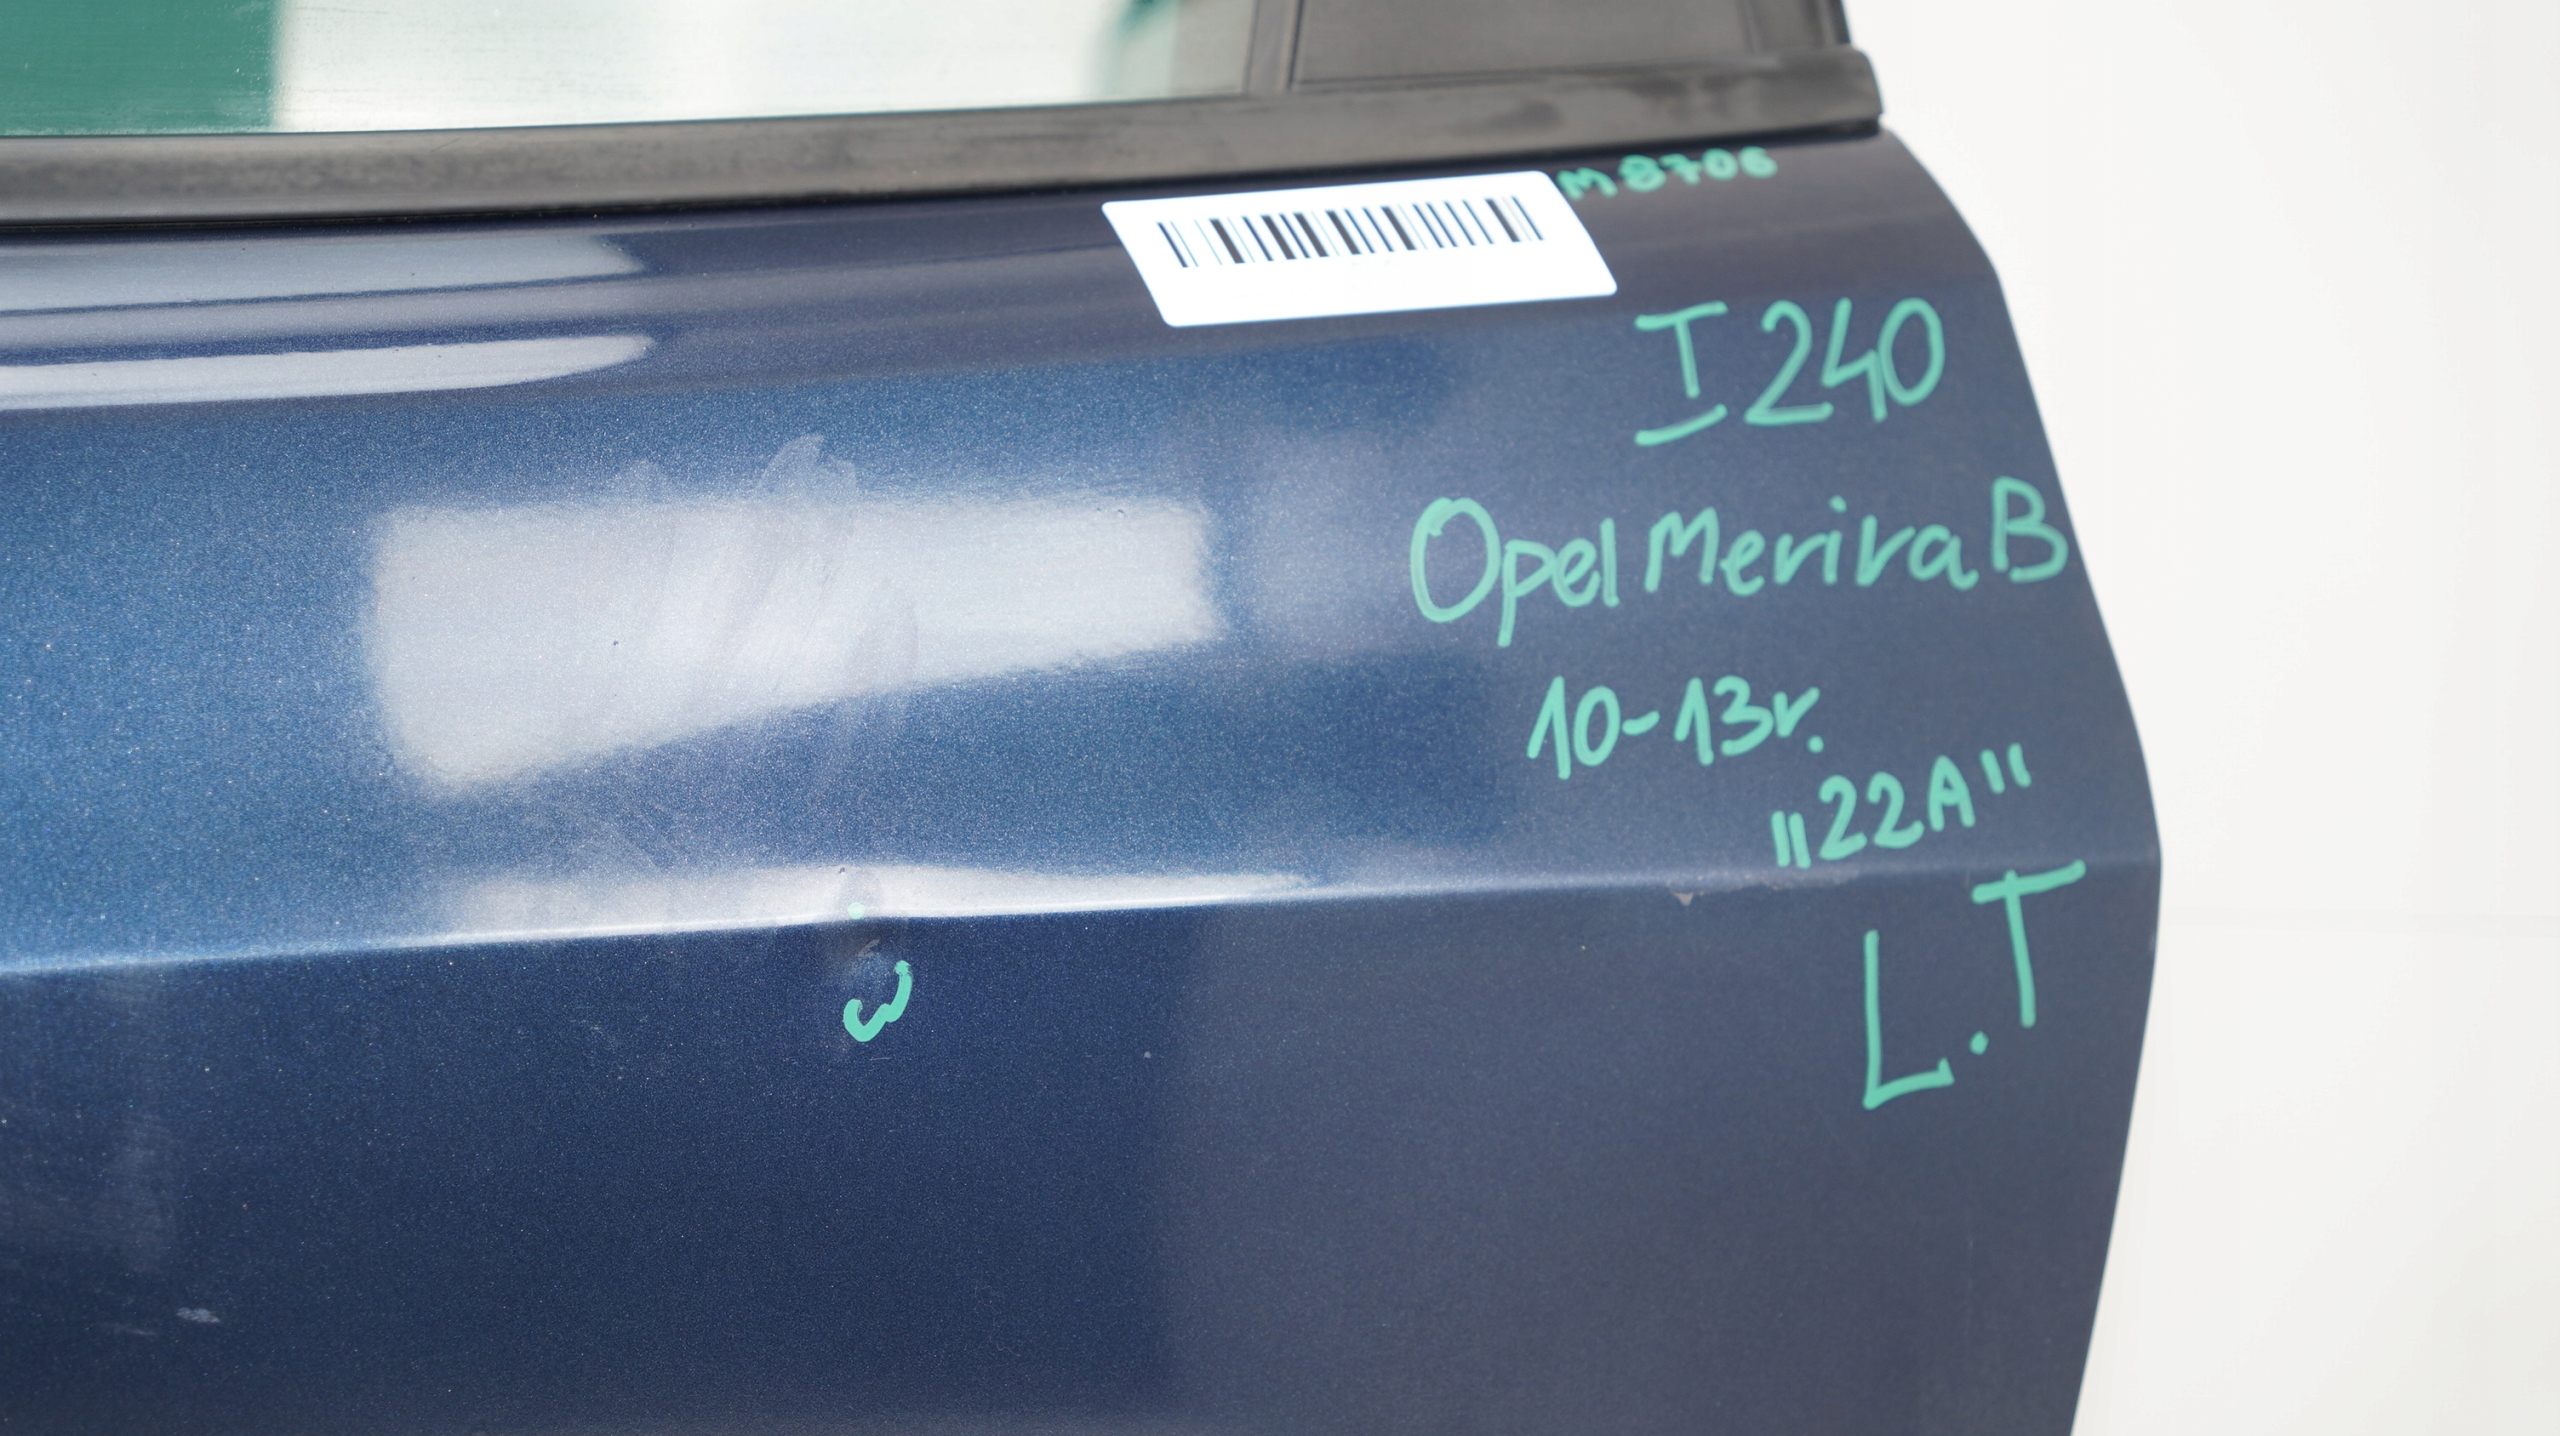 M8706
I240
Opel Meriva B
10-13r.
„22A"
L.T
w